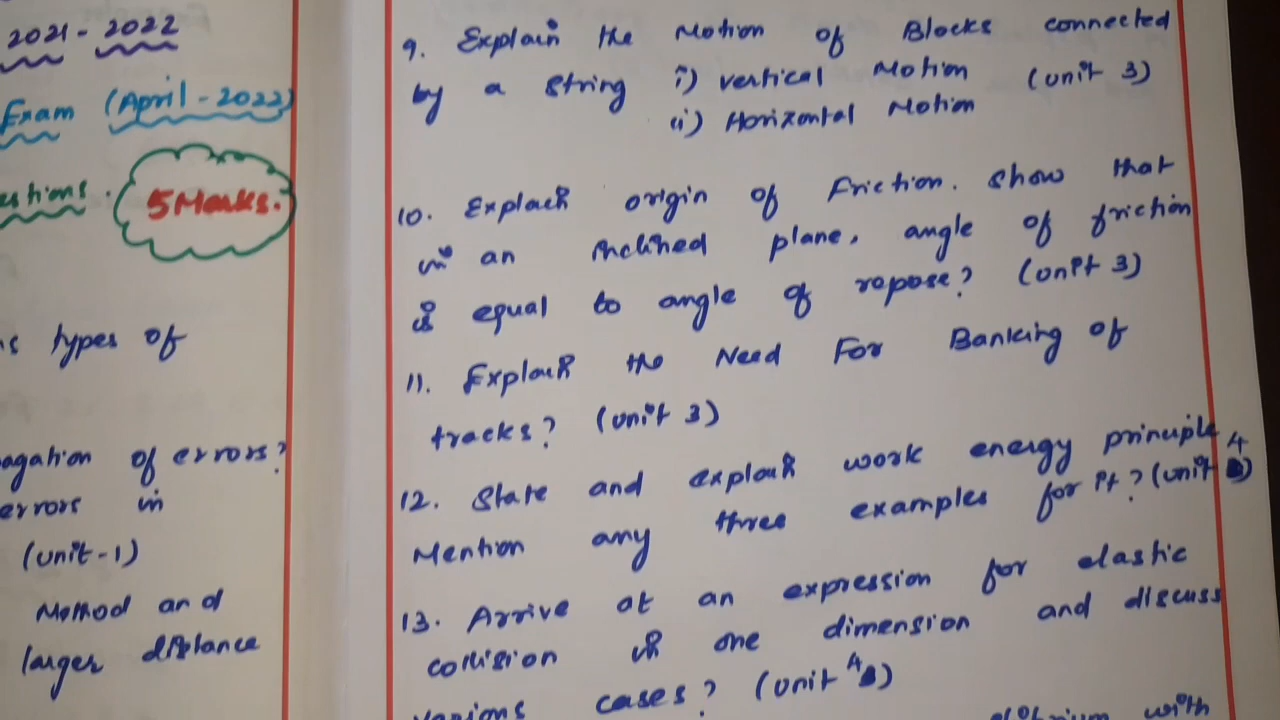 2021 - 2022
Exam (April - 2022)
5 Marks.
types of
of errors?
errors in
(unit-1)
Method and
larger distance
9. Explain the Motion of Blocks connected
by a string i) vertical Motion (unit 3)
(i) Horizontal Motion
10. Explain origin of Friction. show that
in an inclined plane, angle of friction
is equal to angle of repose? (unit 3)
11. Explain the Need For Banking of
tracks? (unit 3)
12. State and explain work energy principle
Mention any three examples for it? (unit 4)
13. Arrive at an expression for elastic
collision in one dimension and discuss
various cases? (unit 4)
with